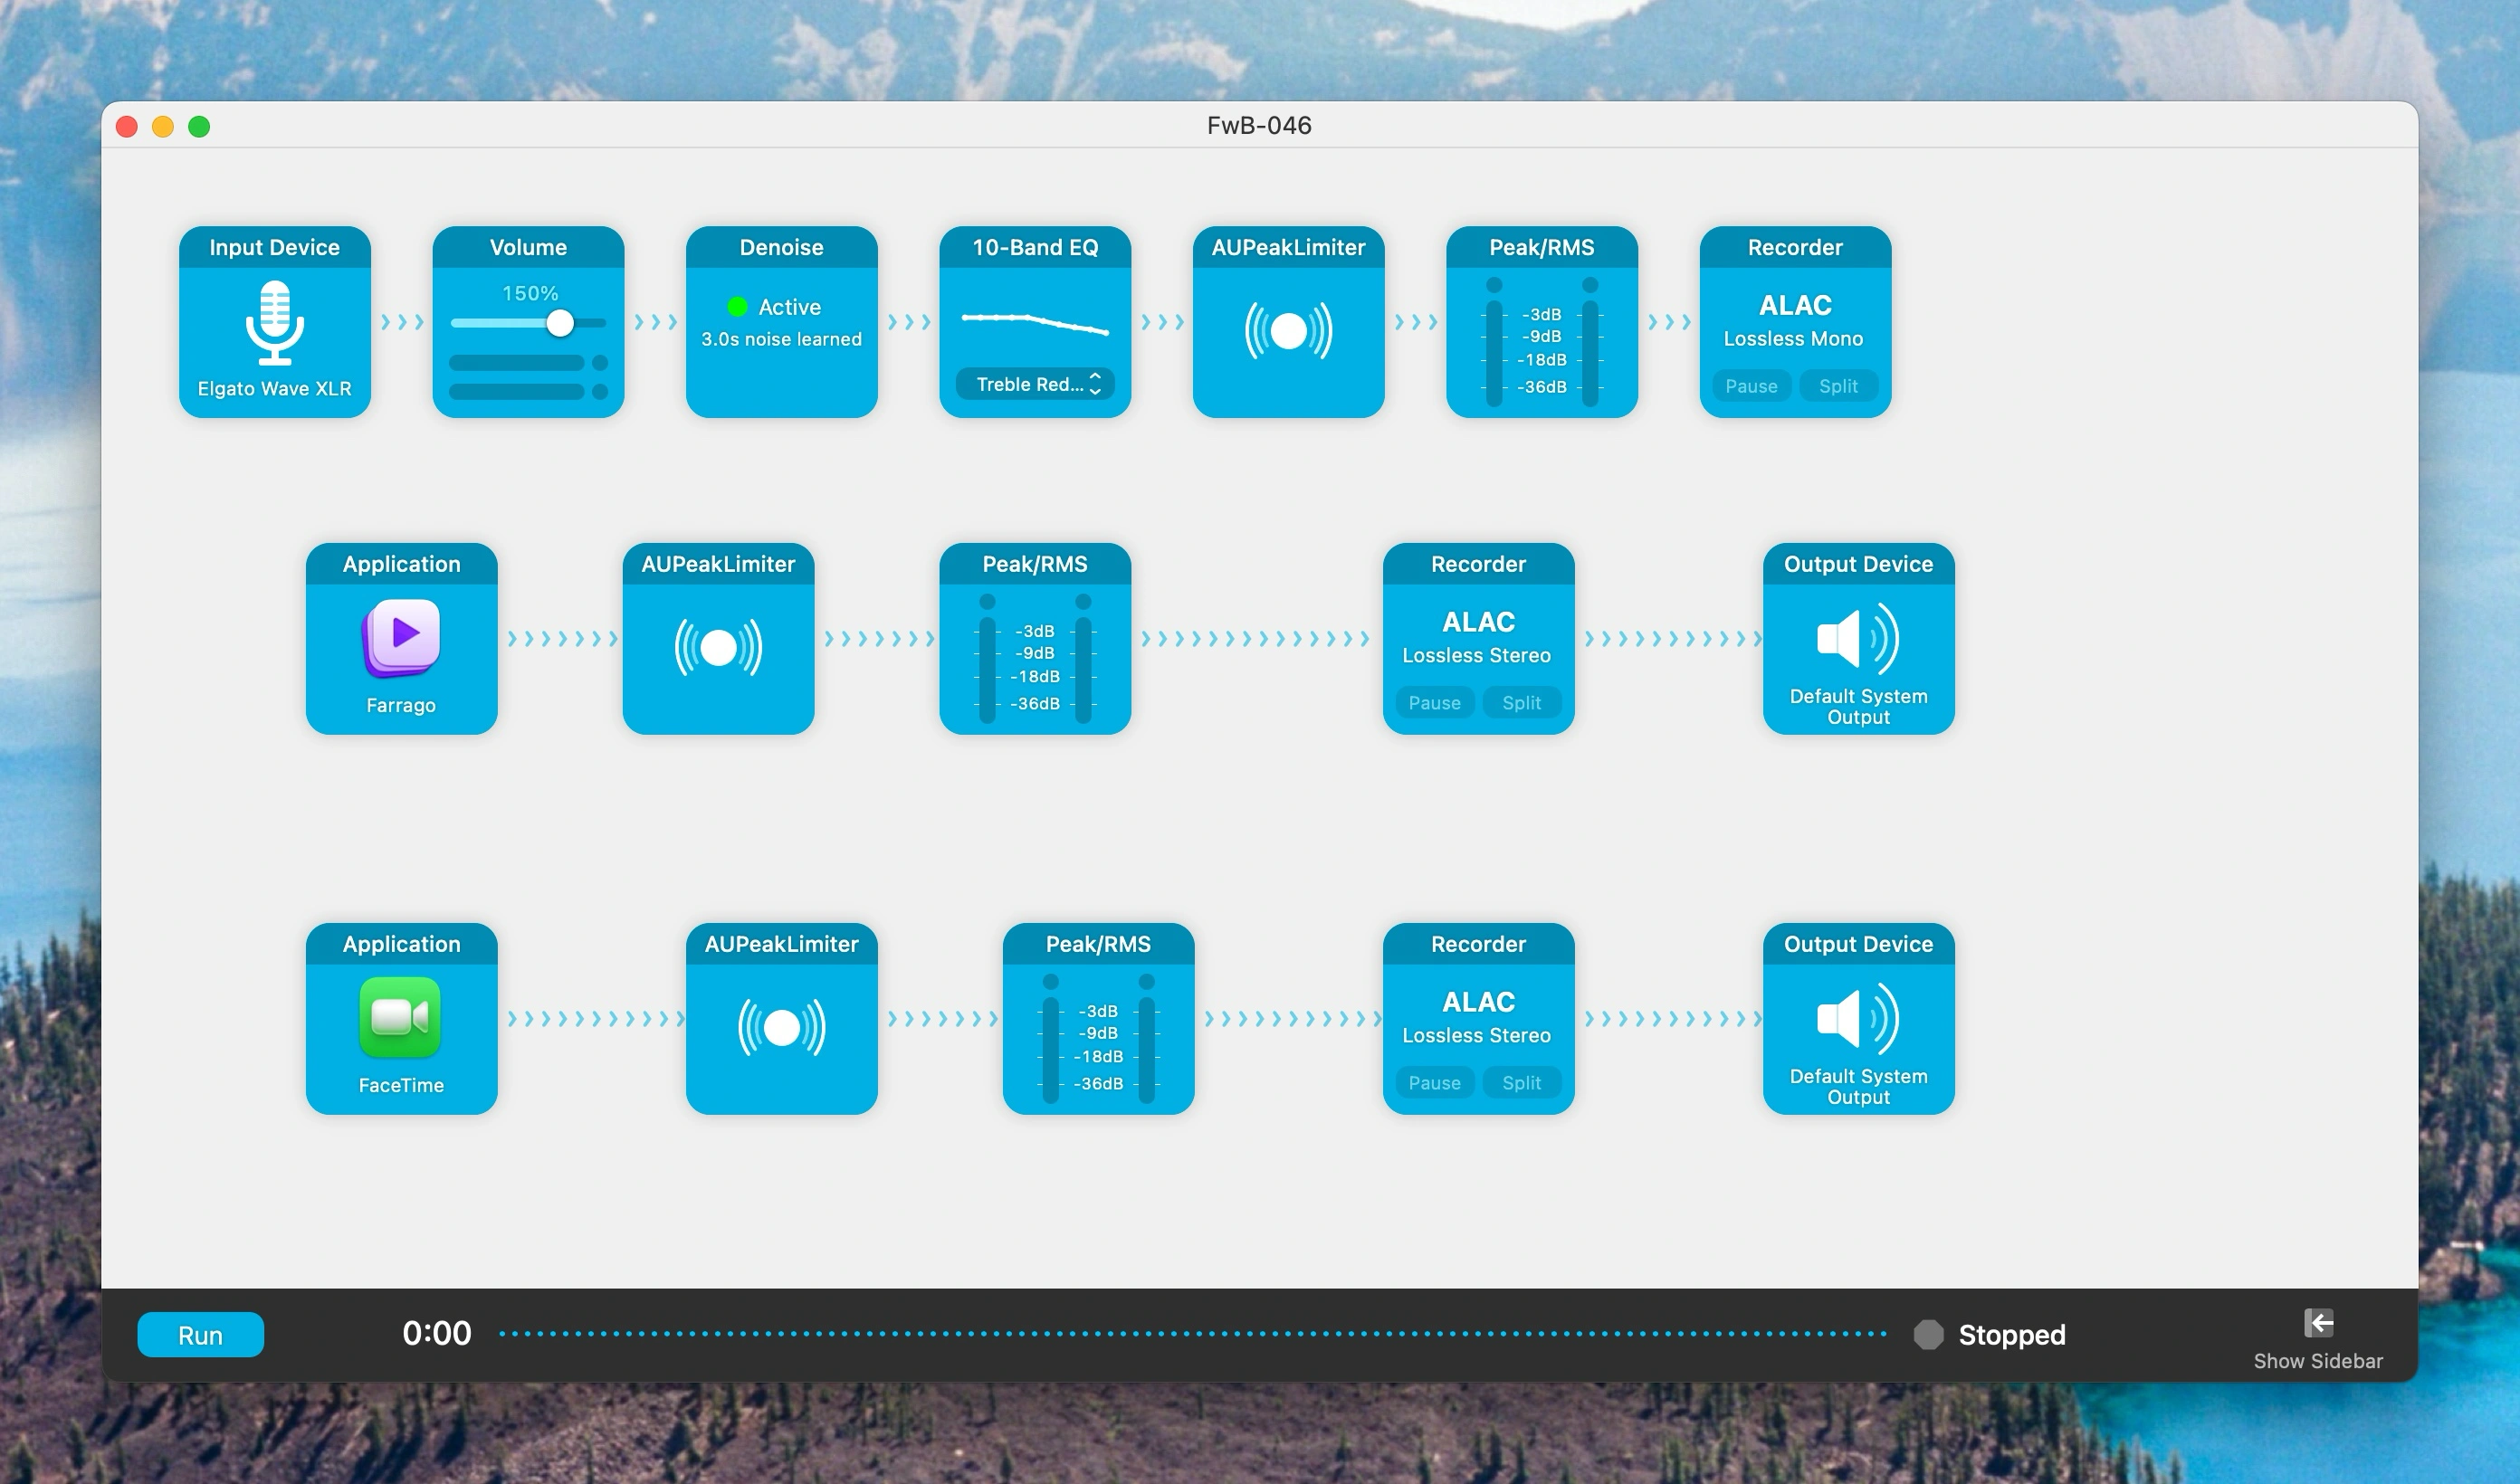 FwB-046
Input Device
Elgato Wave XLR
Volume
150%
Denoise
Active
3.0s noise learned
10-Band EQ
Treble Red...
AUPeakLimiter
Peak/RMS
-3dB
-9dB
-18dB
-36dB
Recorder
ALAC
Lossless Mono
Pause
Split
Application
Farrago
AUPeakLimiter
Peak/RMS
-3dB
-9dB
-18dB
-36dB
Recorder
ALAC
Lossless Stereo
Pause
Split
Output Device
Default System
Output
Application
FaceTime
AUPeakLimiter
Peak/RMS
-3dB
-9dB
-18dB
-36dB
Recorder
ALAC
Lossless Stereo
Pause
Split
Output Device
Default System
Output
Run
0:00
Stopped
Show Sidebar